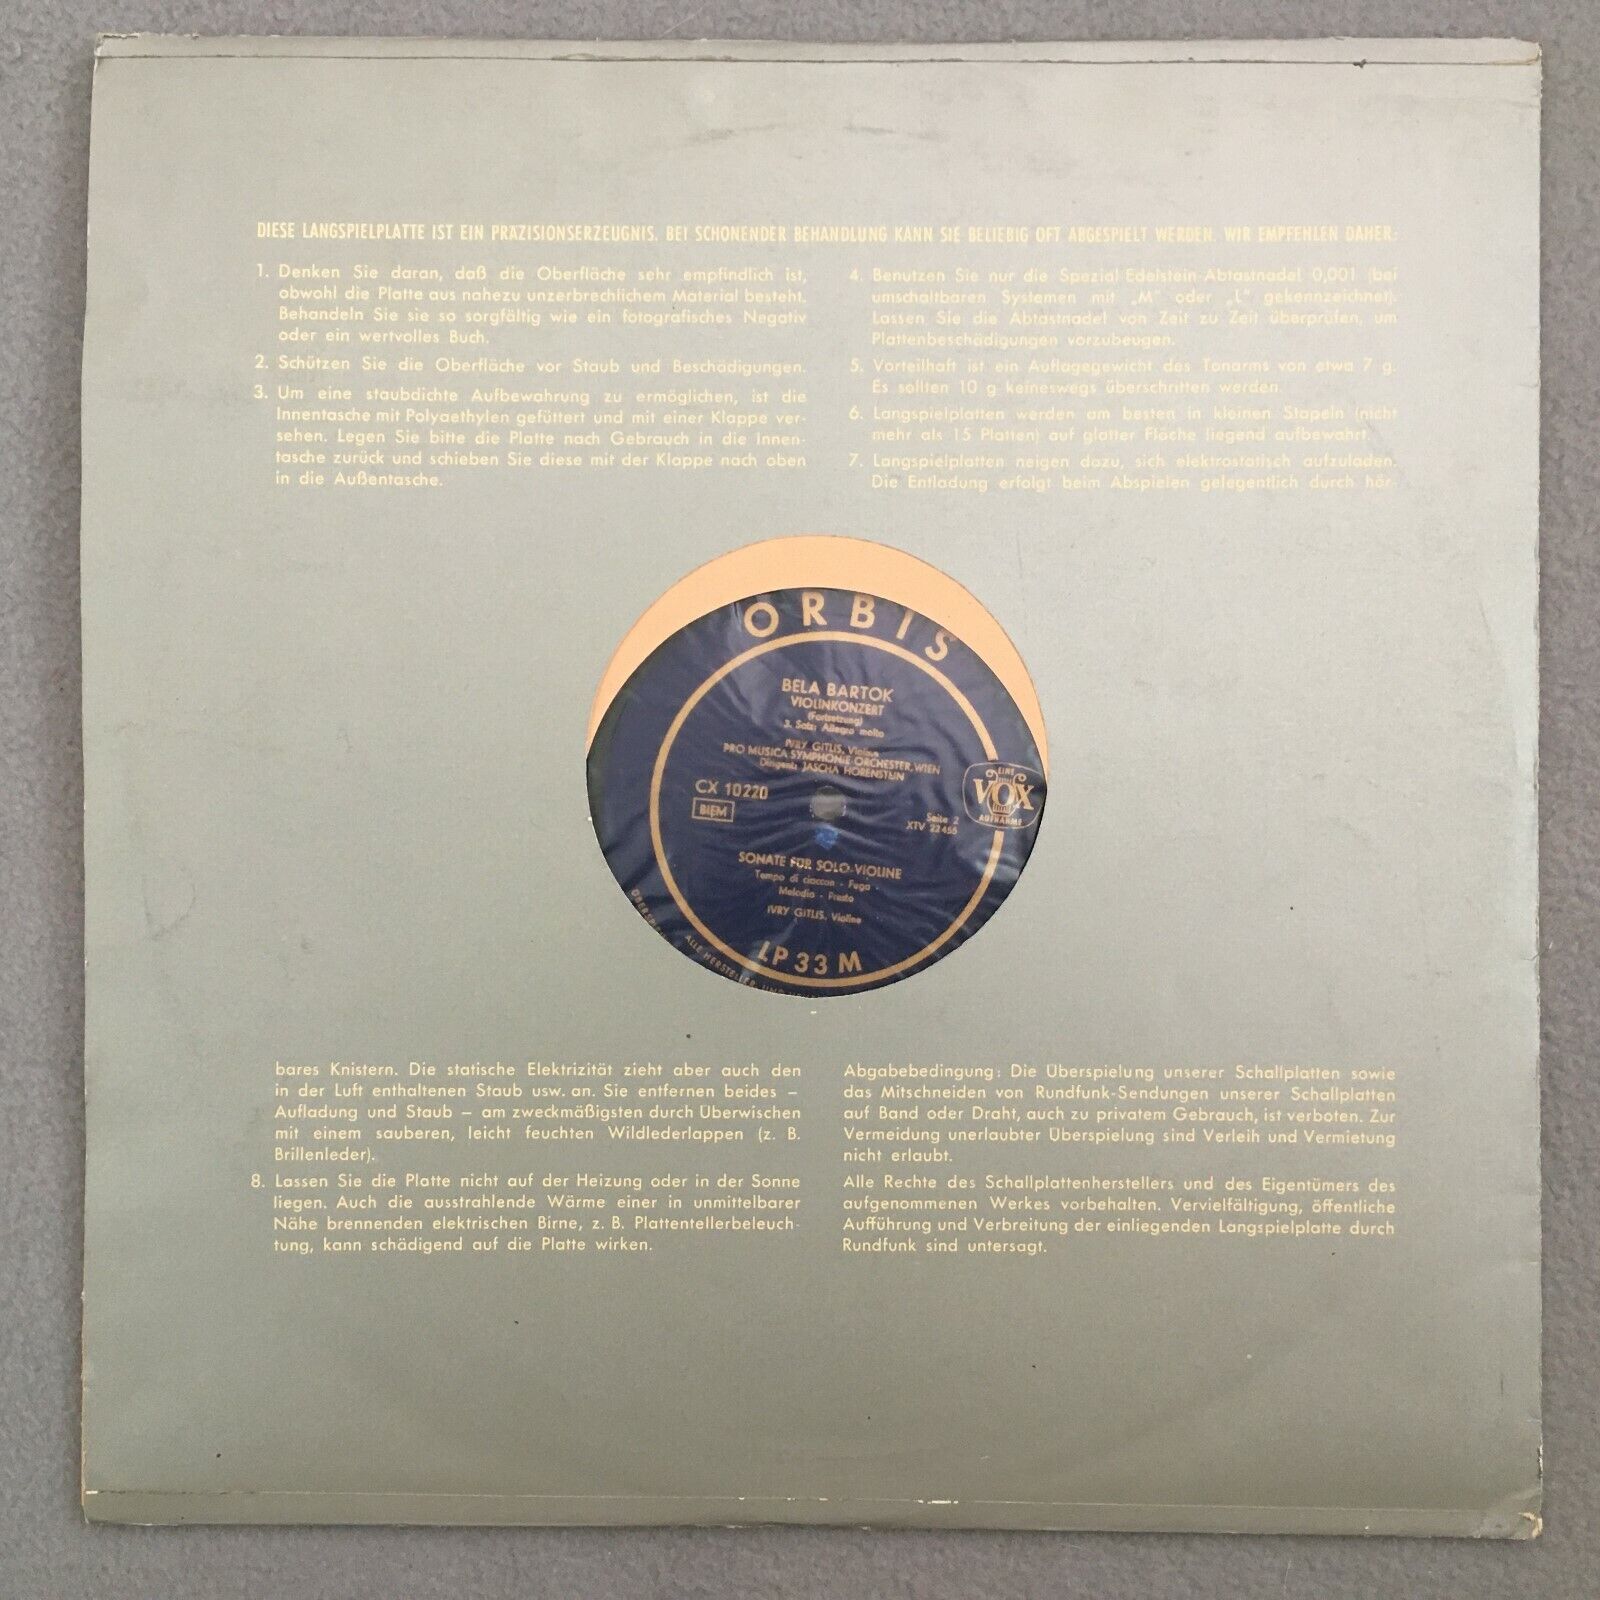 DIESE LANGSPIELPLATTE IST EIN PRÄZISIONSERZEUGNIS. BEI SCHONENDER BEHANDLUNG KANN SIE BELIEBIG OFT ABGESPIELT WERDEN. WIR EMPFEHLEN DAHER:
1. Denken Sie daran, daß die Oberfläche sehr empfindlich ist,
obwohl die Platte aus nahezu unzerbrechlichem Material besteht.
Behandeln Sie sie so sorgfältig wie ein fotografisches Negativ
oder ein wertvolles Buch.
2. Schützen Sie die Oberfläche vor Staub und Beschädigungen.
3. Um eine staubdichte Aufbewahrung zu ermöglichen, ist die
Innentasche mit Polyaethylen gefüttert und mit einer Klappe ver-
sehen. Legen Sie bitte die Platte nach Gebrauch in die Innen-
tasche zurück und schieben Sie diese mit der Klappe nach oben
in die Außentasche.
4. Benutzen Sie nur die Spezial-Edelstein-Abtastnadel 0,001 (bei
umschaltbaren Systemen mit „M" oder „L" gekennzeichnet).
Lassen Sie die Abtastnadel von Zeit zu Zeit überprüfen, um
Plattenbeschädigungen vorzubeugen.
5. Vorteilhaft ist ein Auflagegewicht des Tonarms von etwa 7 g.
Es sollten 10 g keineswegs überschritten werden.
6. Langspielplatten werden am besten in kleinen Stapeln (nicht
mehr als 15 Platten) auf glatter Fläche liegend aufbewahrt.
7. Langspielplatten neigen dazu, sich elektrostatisch aufzuladen.
Die Entladung erfolgt beim Abspielen gelegentlich durch hör-
ORBIS
BELA BARTOK
VIOLINKONZERT
(Fortsetzung)
3. Satz: Allegro molto
IVRY GITLIS, Violine
PRO MUSICA SYMPHONIE ORCHESTER, WIEN
Dirigent: JASCHA HORENSTEIN
CX 10220
BIEM
EINE
VOX
AUFNAHME
Seite 2
XTV 22455
SONATE FÜR SOLO-VIOLINE
Tempo di ciaccon - Fuga -
Melodia - Presto
IVRY GITLIS, Violine
LP 33 M
ALLE HERSTELLER- UND
bares Knistern. Die statische Elektrizität zieht aber auch den
in der Luft enthaltenen Staub usw. an. Sie entfernen beides –
Aufladung und Staub – am zweckmäßigsten durch Überwischen
mit einem sauberen, leicht feuchten Wildlederlappen (z. B.
Brillenleder).
8. Lassen Sie die Platte nicht auf der Heizung oder in der Sonne
liegen. Auch die ausstrahlende Wärme einer in unmittelbarer
Nähe brennenden elektrischen Birne, z. B. Plattentellerbeleuch-
tung, kann schädigend auf die Platte wirken.
Abgabebedingung: Die Überspielung unserer Schallplatten sowie
das Mitschneiden von Rundfunk-Sendungen unserer Schallplatten
auf Band oder Draht, auch zu privatem Gebrauch, ist verboten. Zur
Vermeidung unerlaubter Überspielung sind Verleih und Vermietung
nicht erlaubt.
Alle Rechte des Schallplattenherstellers und des Eigentümers des
aufgenommenen Werkes vorbehalten. Vervielfältigung, öffentliche
Aufführung und Verbreitung der einliegenden Langspielplatte durch
Rundfunk sind untersagt.